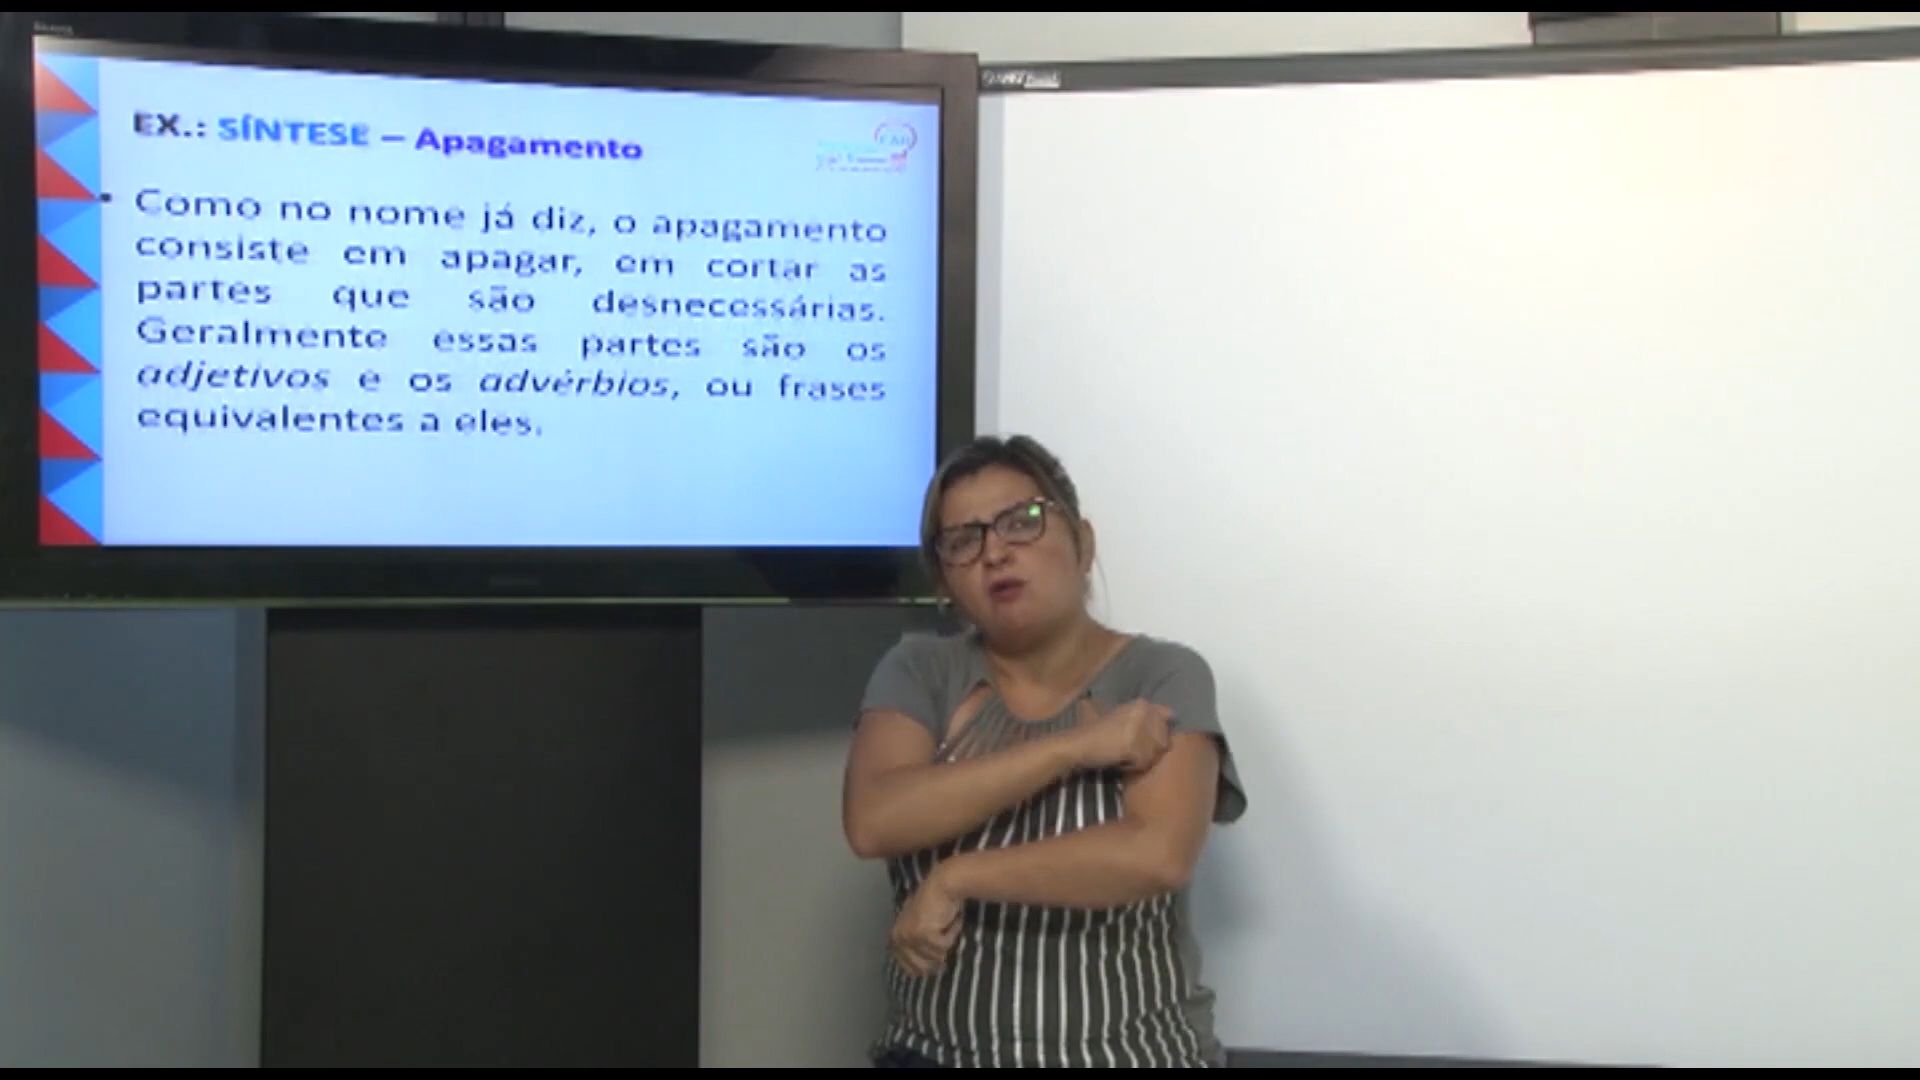 EX.: SÍNTESE – Apagamento
• Como no nome já diz, o apagamento
consiste em apagar, em cortar as
partes que são desnecessárias.
Geralmente essas partes são os
adjetivos e os advérbios, ou frases
equivalentes a eles.